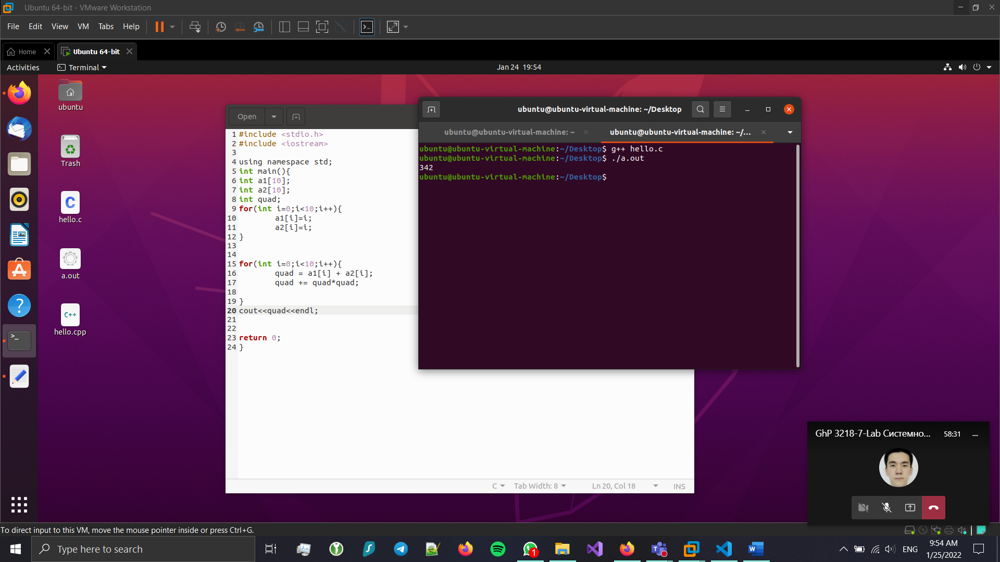 Ubuntu 64-bit - VMware Workstation
File Edit View VM Tabs Help
Home
Ubuntu 64-bit
Activities
Terminal
Jan 24 19:54
ubuntu
Trash
hello.c
a.out
hello.cpp
Open
1 #include <stdio.h>
2 #include <iostream>
3
4 using namespace std;
5 int main(){
6 int a1[10];
7 int a2[10];
8 int quad;
9 for(int i=0;i<10;i++){
10 a1[i]=i;
11 a2[i]=i;
12 }
13
14
15 for(int i=0;i<10;i++){
16 quad = a1[i] + a2[i];
17 quad += quad*quad;
18
19 }
20 cout<<quad<<endl;
21
22
23 return 0;
24 }
C Tab Width: 8 Ln 20, Col 18 INS
ubuntu@ubuntu-virtual-machine: ~/Desktop
ubuntu@ubuntu-virtual-machine: ~
ubuntu@ubuntu-virtual-machine: ~/...
ubuntu@ubuntu-virtual-machine:~/Desktop$ g++ hello.c
ubuntu@ubuntu-virtual-machine:~/Desktop$ ./a.out
342
ubuntu@ubuntu-virtual-machine:~/Desktop$
GhP 3218-7-Lab Системно... 58:31
To direct input to this VM, move the mouse pointer inside or press Ctrl+G.
Type here to search
1
ENG
9:54 AM
1/25/2022